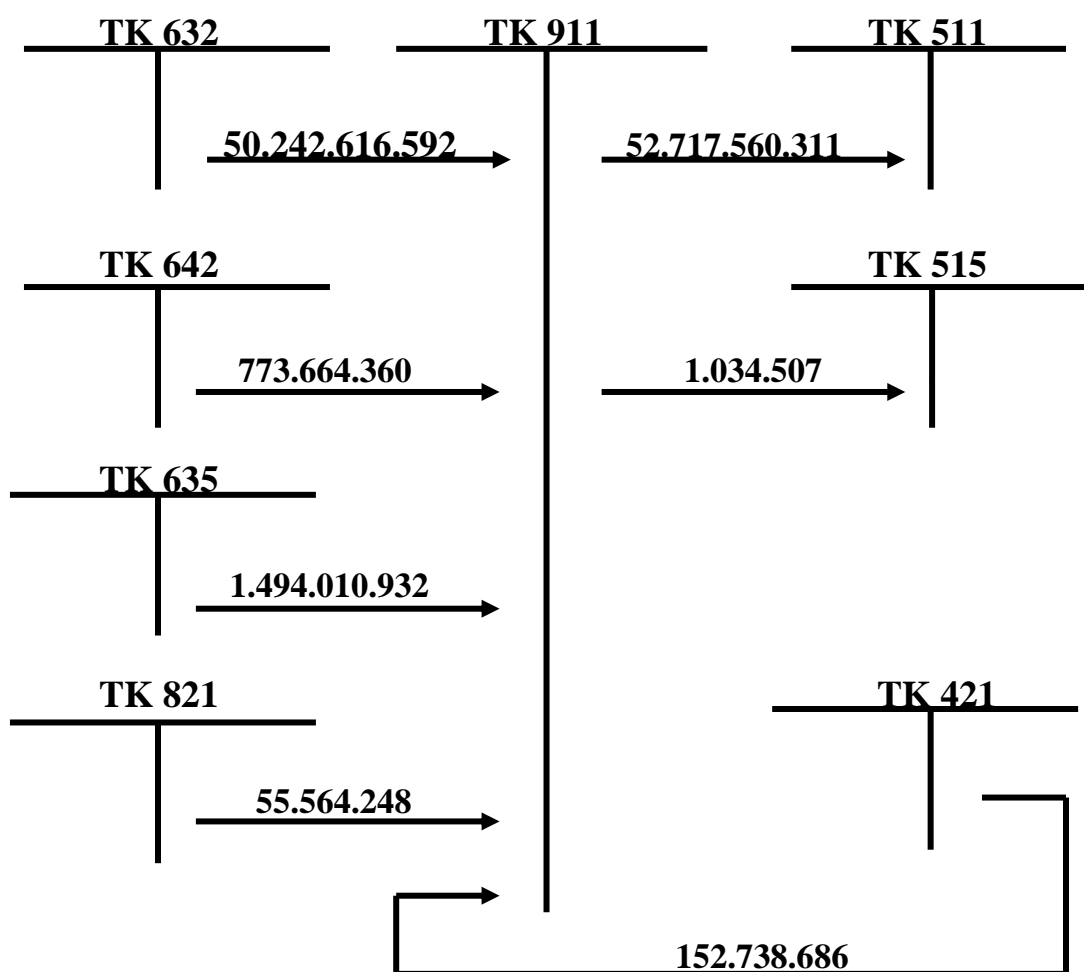 TK 632 TK 911 TK 511
50.242.616.592 52.717.560.311
TK 642 TK 515
773.664.360 1.034.507
TK 635
1.494.010.932
TK 821 TK 421
55.564.248
152.738.686